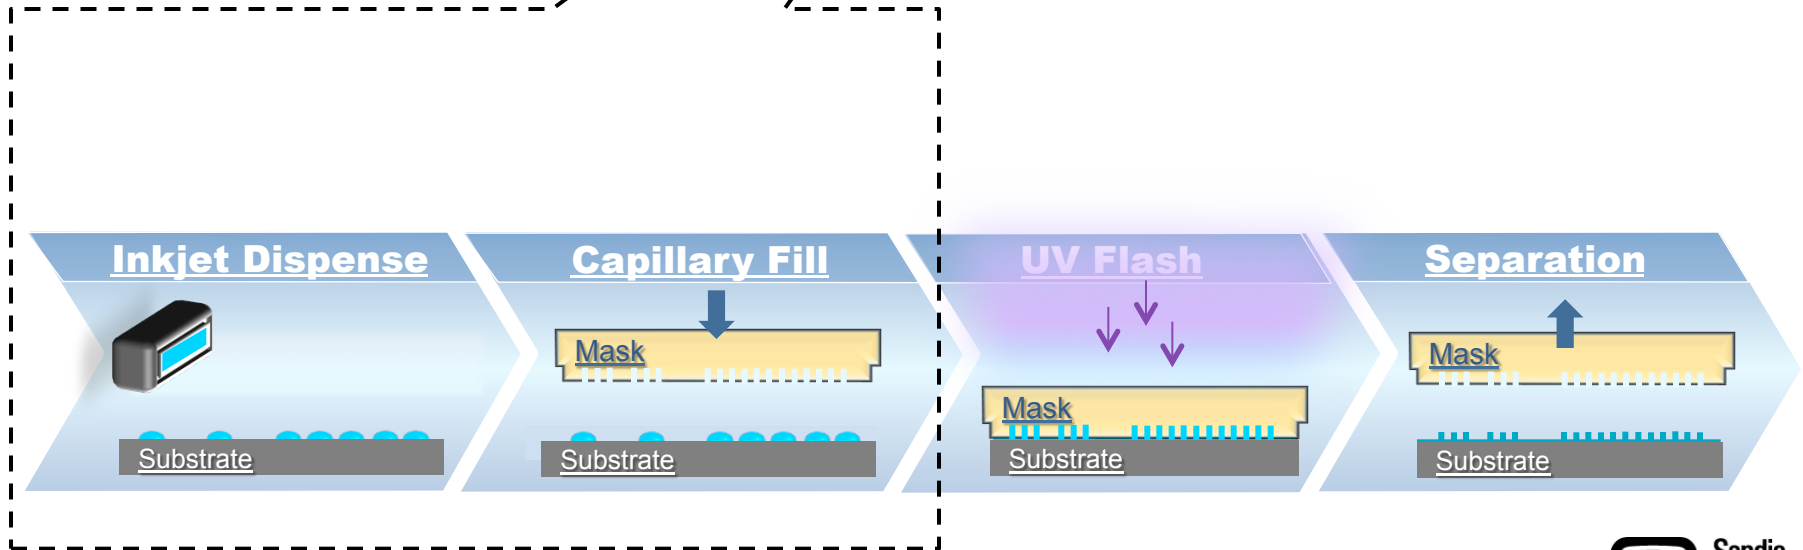 Inkjet Dispense
Capillary Fill
UV Flash
Separation
Mask
Mask
Mask
Substrate
Substrate
Substrate
Substrate